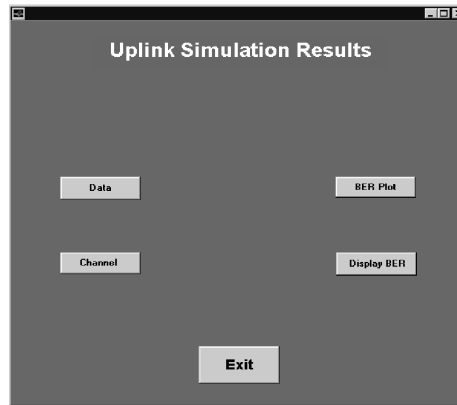 Uplink Simulation Results
Data
BER Plot
Channel
Display BER
Exit